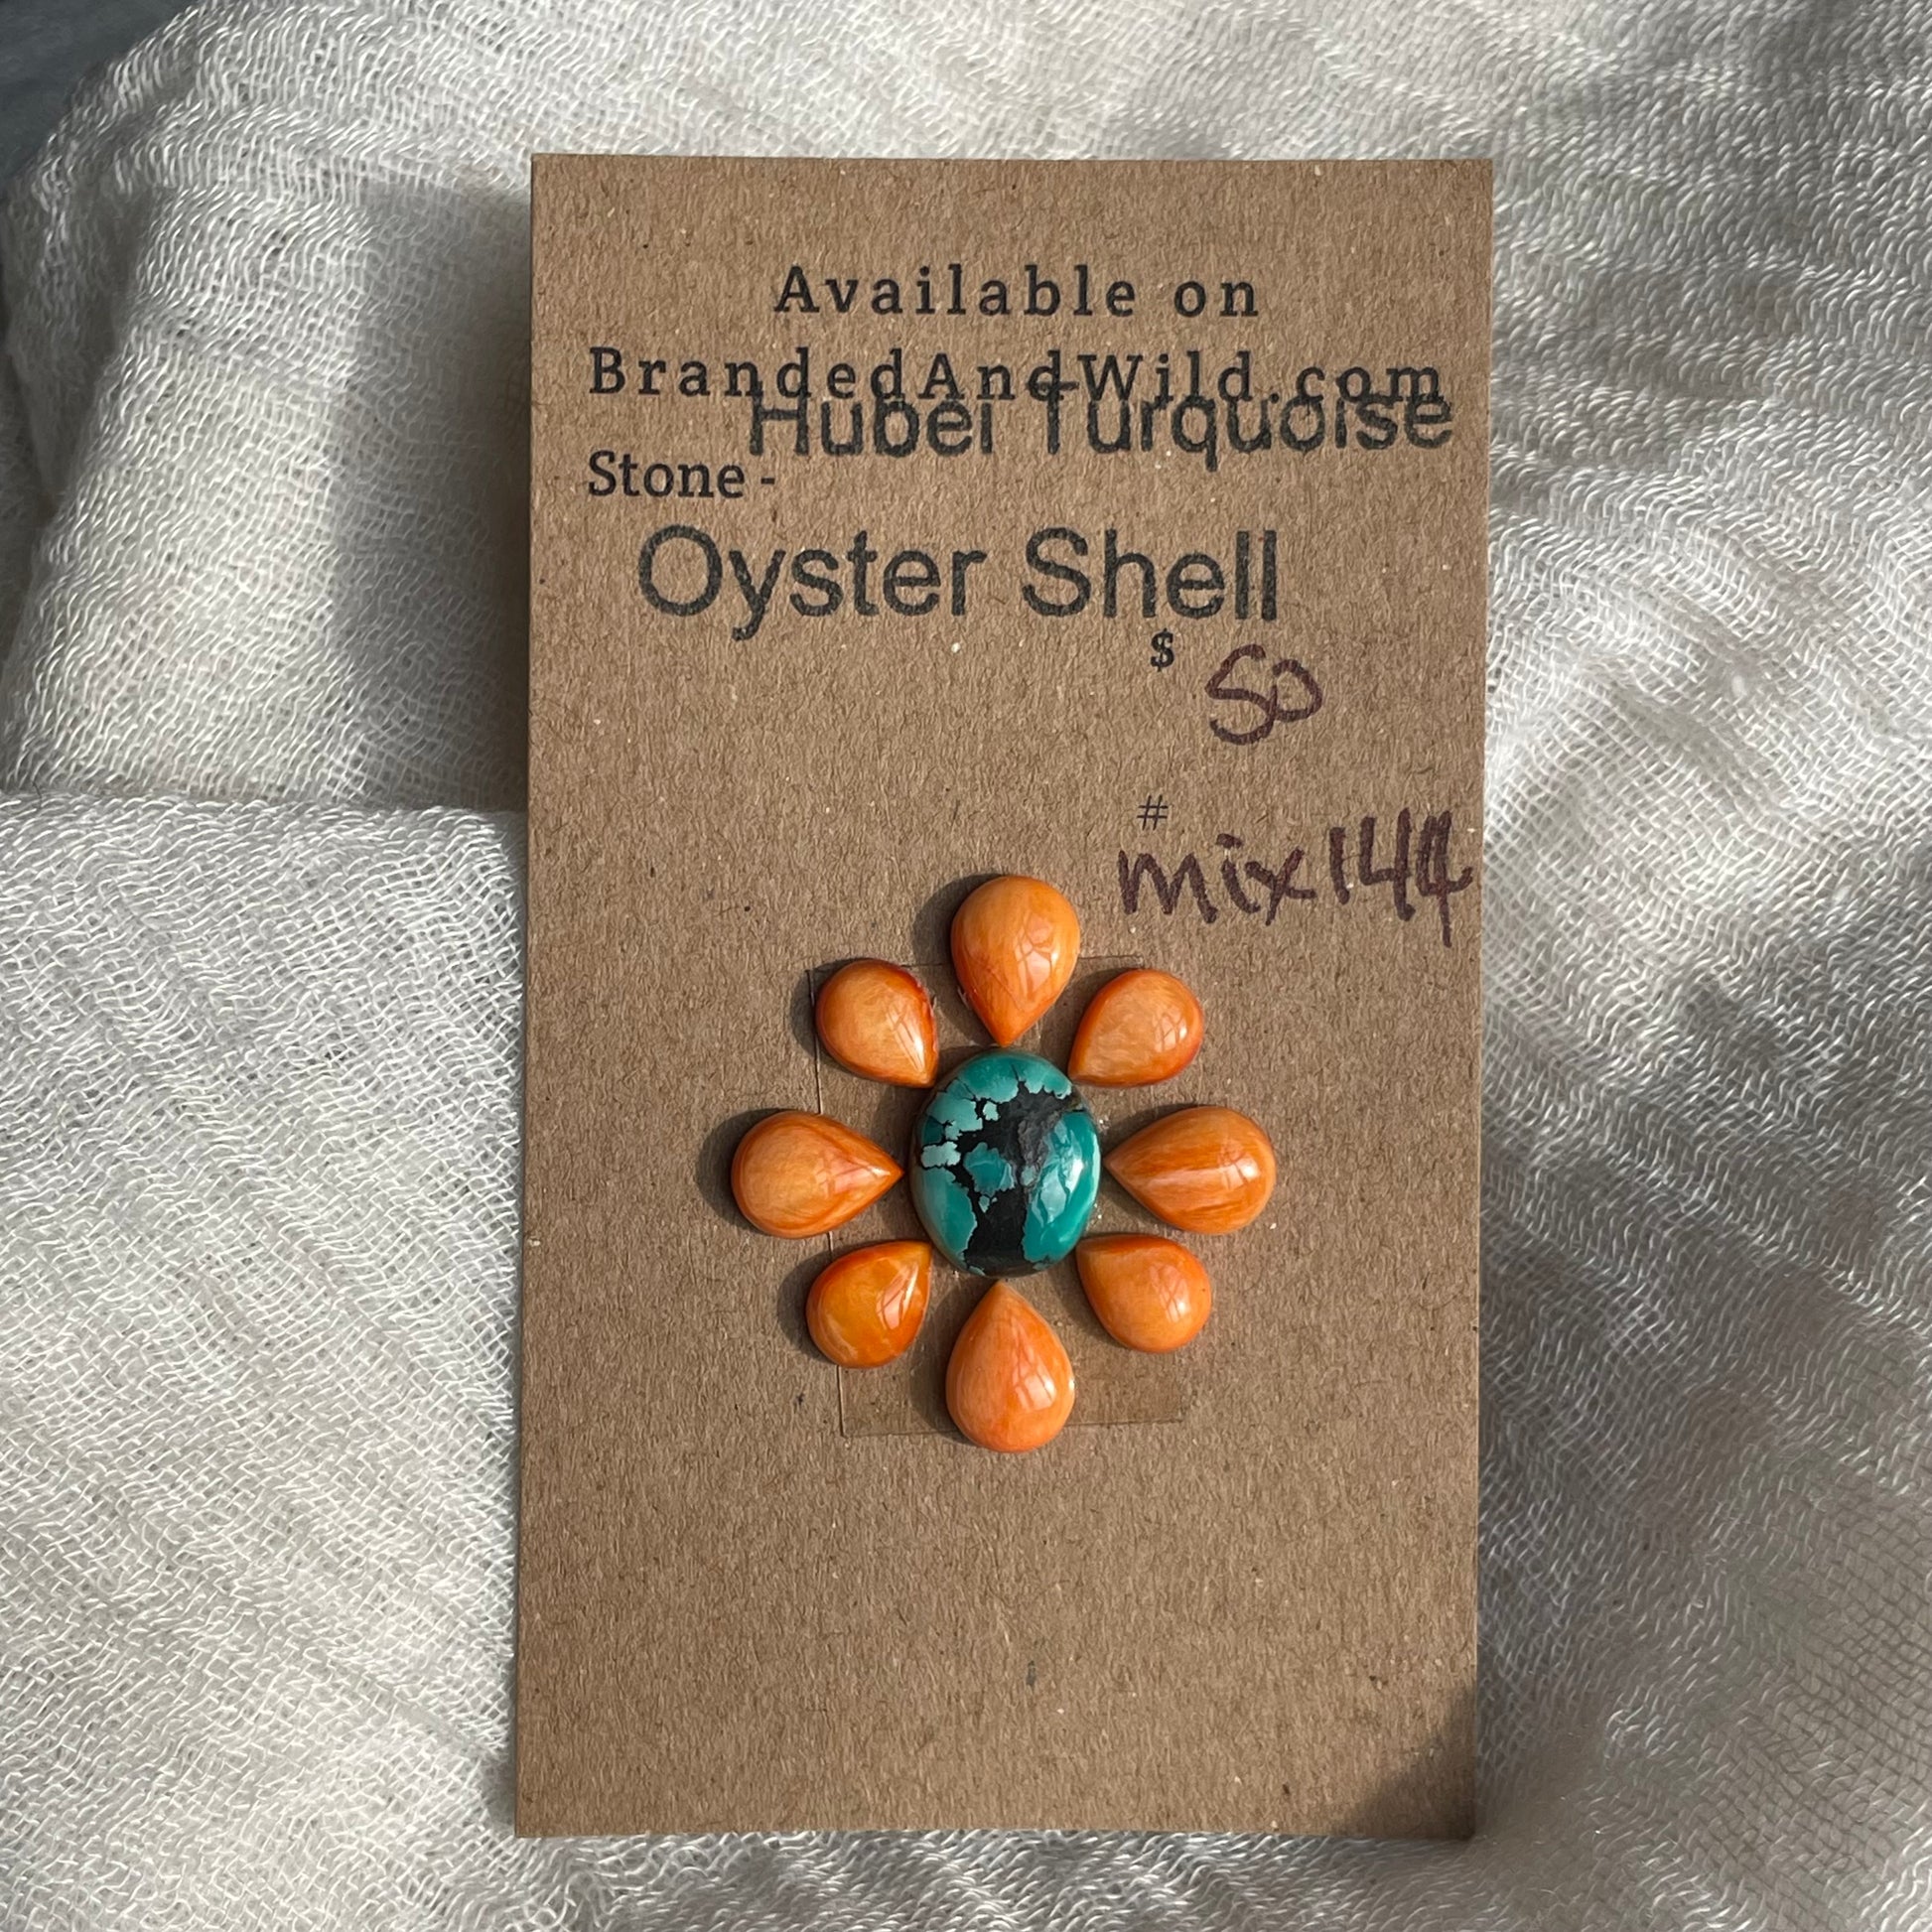 Available on
BrandedAndWild.com
Hubei Turquoise
Stone -
Oyster Shell
$ 50
#
mix144